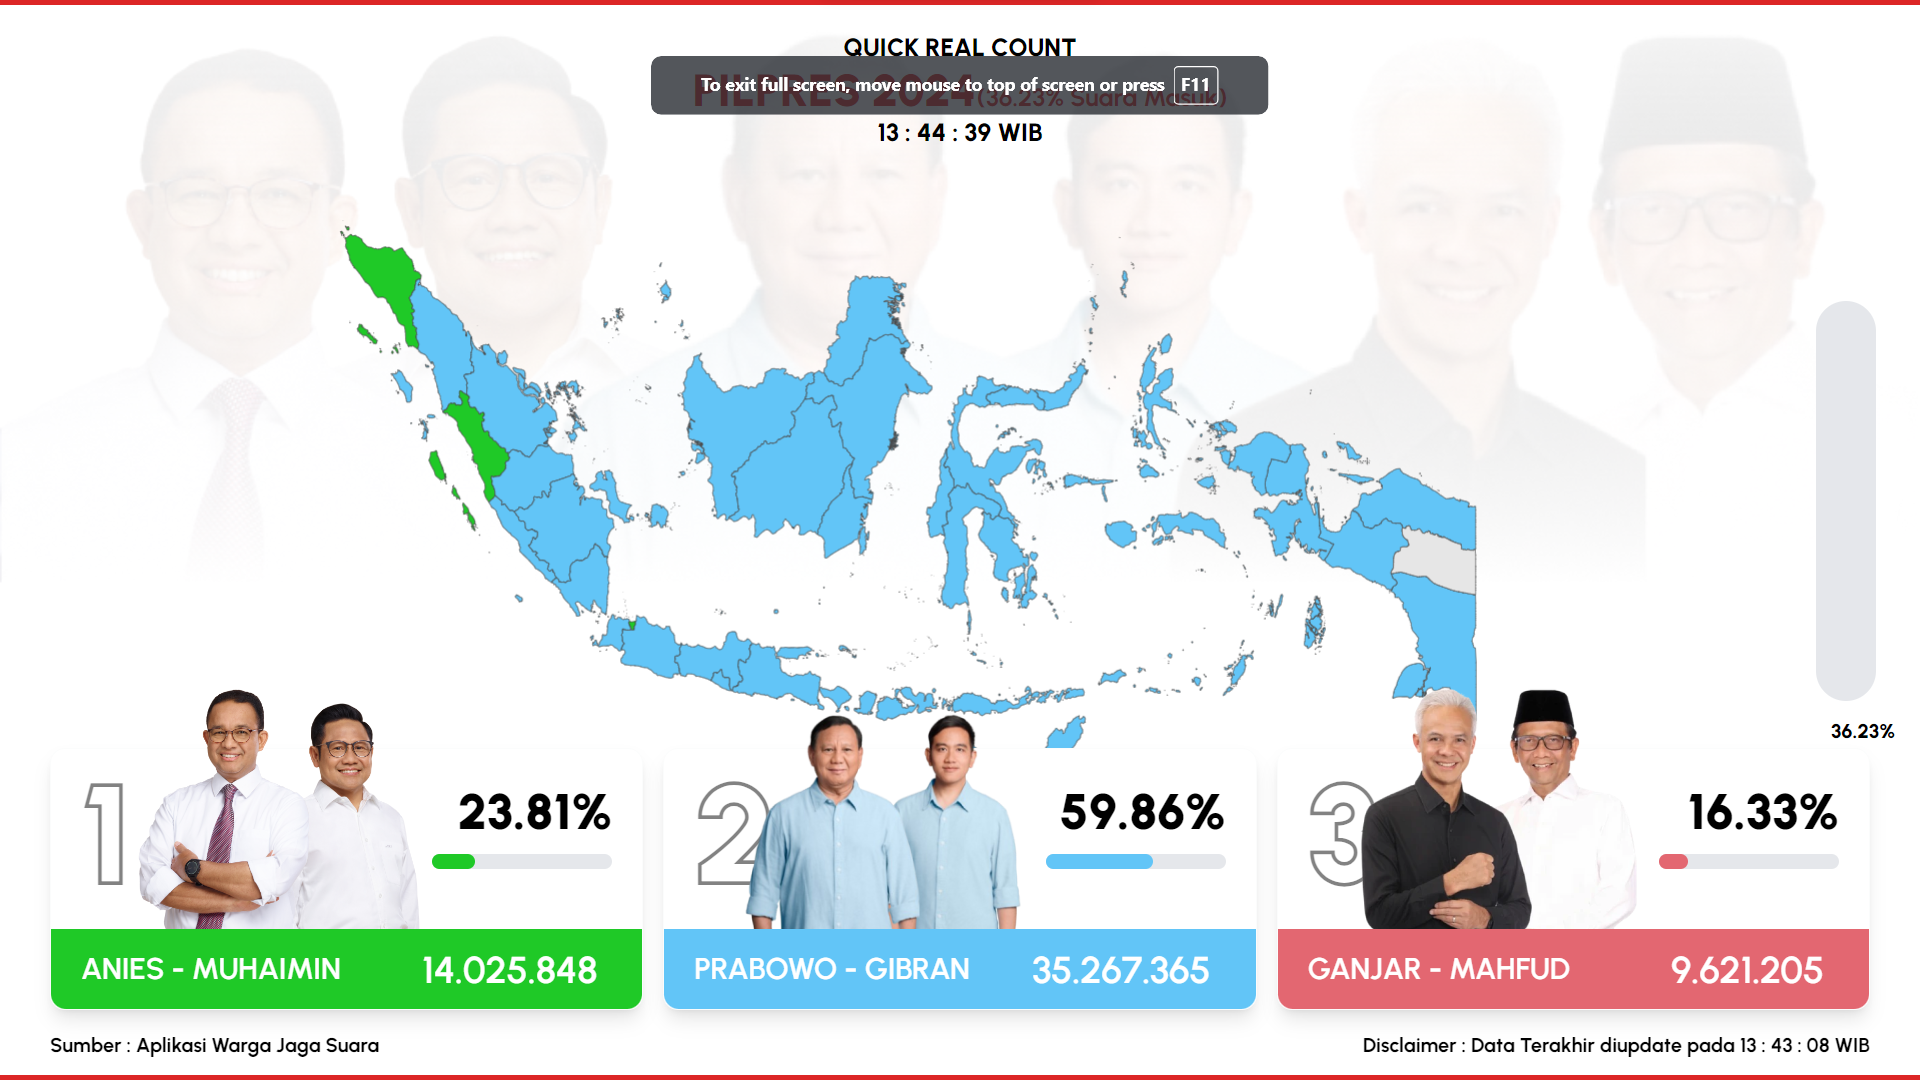 QUICK REAL COUNT
To exit full screen, move mouse to top of screen or press F11
PILPRES 2024 (36.23% Suara Masuk)
13 : 44 : 39 WIB
36.23%
1
23.81%
2
59.86%
3
16.33%
ANIES - MUHAIMIN 14.025.848
PRABOWO - GIBRAN 35.267.365
GANJAR - MAHFUD 9.621.205
Sumber : Aplikasi Warga Jaga Suara
Disclaimer : Data Terakhir diupdate pada 13 : 43 : 08 WIB